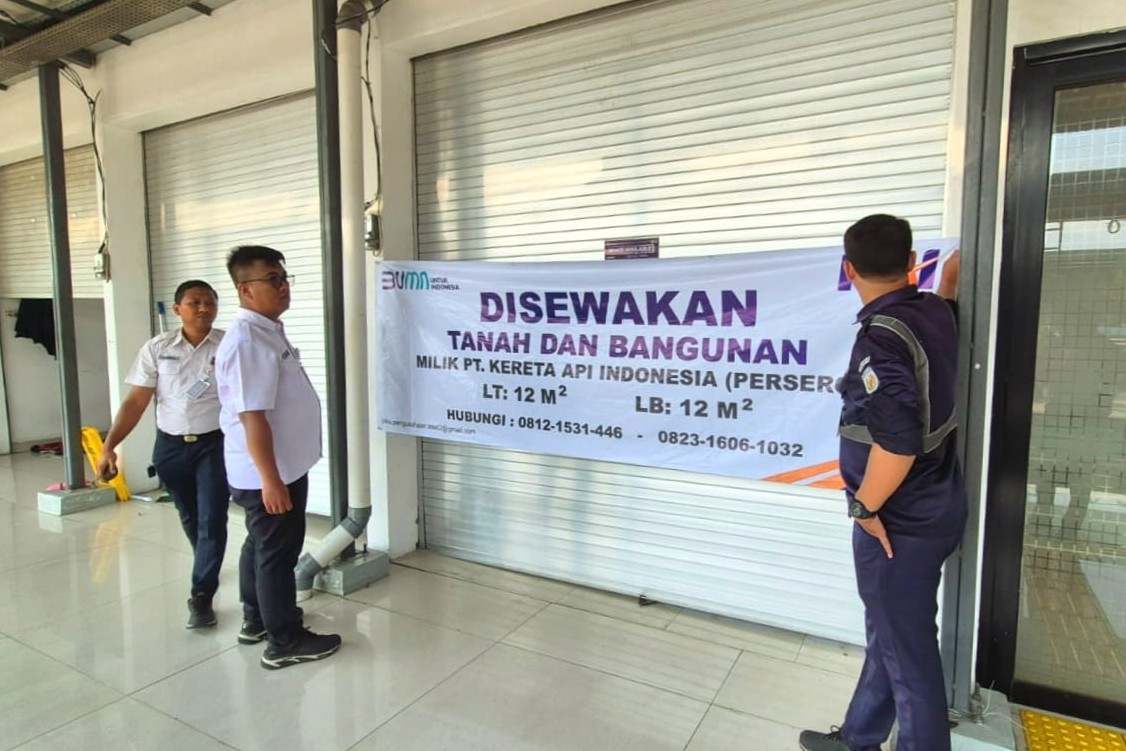 BUMN UNTUK INDONESIA
DISEWAKAN
TANAH DAN BANGUNAN
MILIK PT. KERETA API INDONESIA (PERSERO
LT: 12 M² LB: 12 M²
HUBUNGI : 0812-1531-446 - 0823-1606-1032